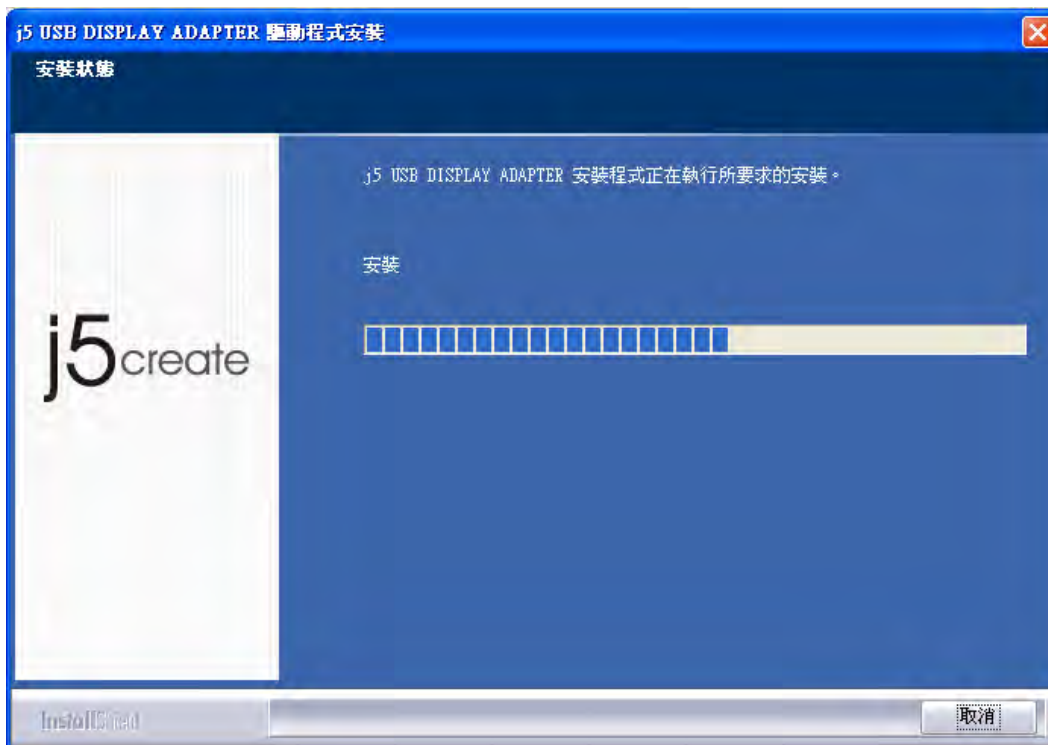 j5 USB DISPLAY ADAPTER 驅動程式安裝
安裝狀態
j5 USB DISPLAY ADAPTER 安裝程式正在執行所要求的安裝。
安裝
j5create
InstallShield
取消